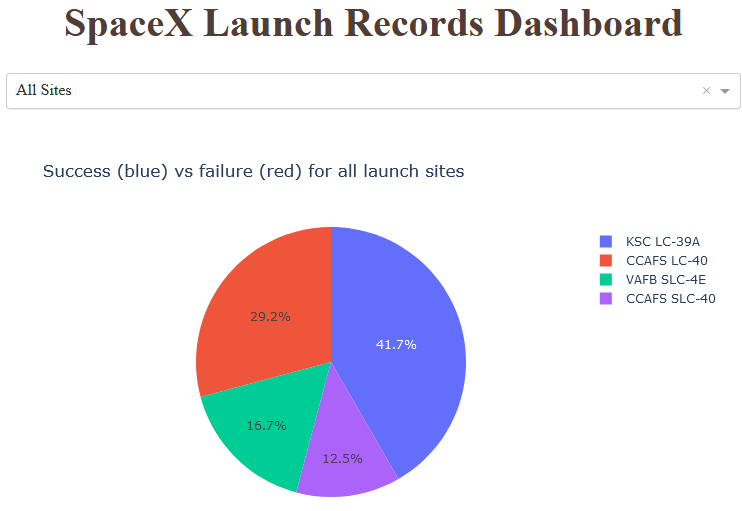 SpaceX Launch Records Dashboard
All Sites
×
Success (blue) vs failure (red) for all launch sites
KSC LC-39A
CCAFS LC-40
VAFB SLC-4E
CCAFS SLC-40
29.2%
41.7%
16.7%
12.5%